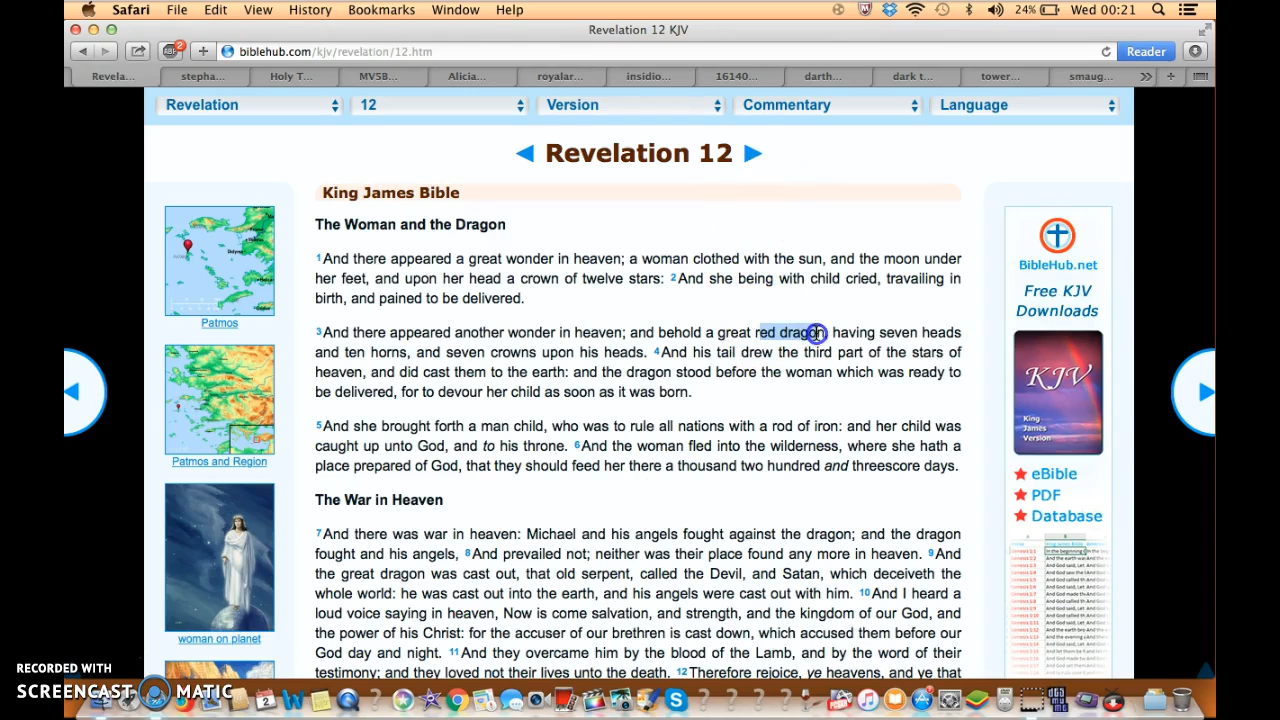 Safari File Edit View History Bookmarks Window Help 24% Wed 00:21
Revelation 12 KJV
2 biblehub.com/kjv/revelation/12.htm Reader
Revela... stepha... Holy T... MVSB... Alicia... royalar... insidio... 16140... darth... dark t... tower... smaug...
Revelation 12 Version Commentary Language
Revelation 12
King James Bible
The Woman and the Dragon
1And there appeared a great wonder in heaven; a woman clothed with the sun, and the moon under
her feet, and upon her head a crown of twelve stars: 2And she being with child cried, travailing in
birth, and pained to be delivered.
3And there appeared another wonder in heaven; and behold a great red dragon, having seven heads
and ten horns, and seven crowns upon his heads. 4And his tail drew the third part of the stars of
heaven, and did cast them to the earth: and the dragon stood before the woman which was ready to
be delivered, for to devour her child as soon as it was born.
5And she brought forth a man child, who was to rule all nations with a rod of iron: and her child was
caught up unto God, and to his throne. 6And the woman fled into the wilderness, where she hath a
place prepared of God, that they should feed her there a thousand two hundred and threescore days.
The War in Heaven
7And there was war in heaven: Michael and his angels fought against the dragon; and the dragon
fought and his angels, 8And prevailed not; neither was their place found any more in heaven. 9And
the great dragon was cast out, that old serpent, called the Devil, and Satan, which deceiveth the
he was cast out into the earth, and his angels were cast out with him. 10And I heard a
saying in heaven, Now is come salvation, and strength, and the kingdom of our God, and
the power of his Christ: for the accuser of our brethren is cast down, which accused them before our
God night. 11And they overcame him by the blood of the and by the word of their
12Therefore rejoice, ye heavens, and ye that
Patmos
Patmos and Region
woman on planet
BibleHub.net
Free KJV
Downloads
KJV
King
James
Version
eBible
PDF
Database
RECORDED WITH
SCREENCAST MATIC